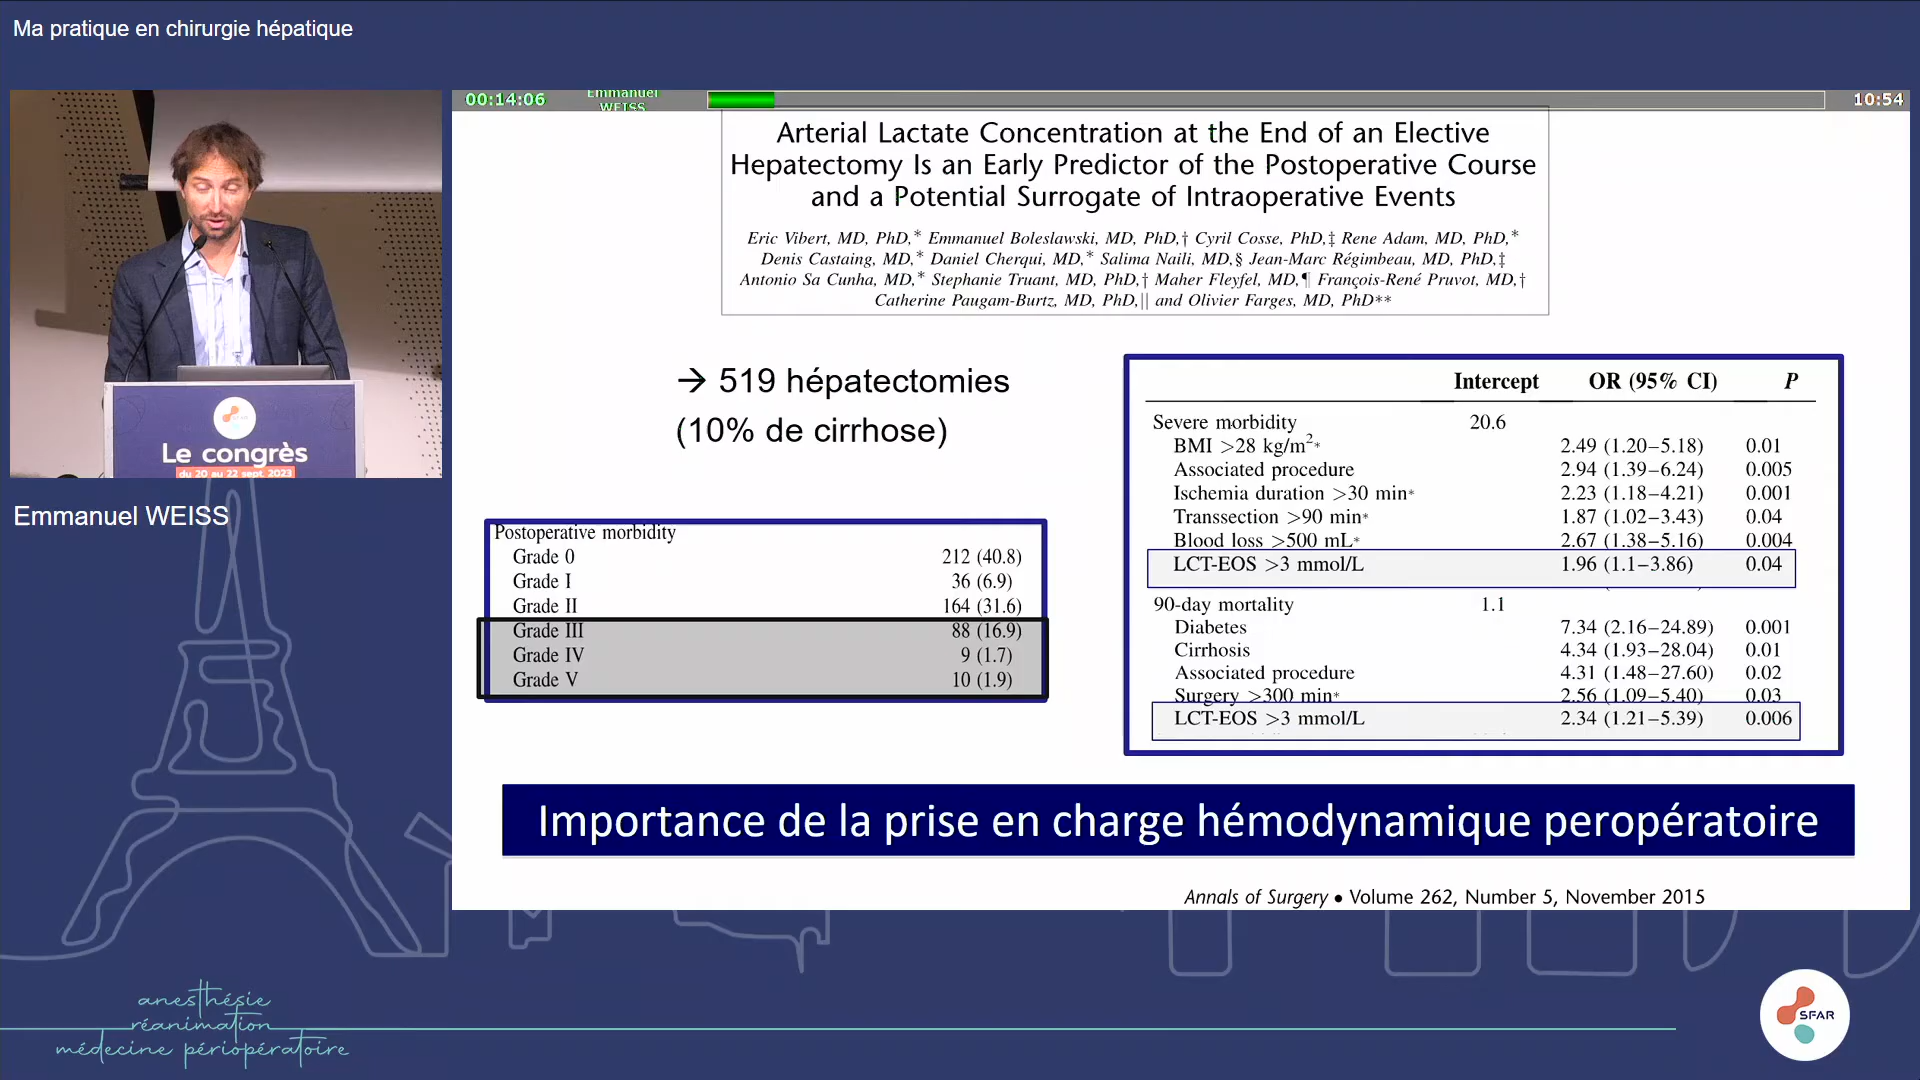 Ma pratique en chirurgie hépatique
00:14:06
Emmanuel
WEISS
10:54
Arterial Lactate Concentration at the End of an Elective
Hepatectomy Is an Early Predictor of the Postoperative Course
and a Potential Surrogate of Intraoperative Events
Eric Vibert, MD, PhD,* Emmanuel Boleslawski, MD, PhD,† Cyril Cosse, PhD,‡ Rene Adam, MD, PhD,*
Denis Castaing, MD,* Daniel Cherqui, MD,* Salima Naili, MD,§ Jean-Marc Régimbeau, MD, PhD,‡
Antonio Sa Cunha, MD,* Stephanie Truant, MD, PhD,† Maher Fleyfel, MD,¶ François-René Pruvot, MD,†
Catherine Paugam-Burtz, MD, PhD,|| and Olivier Farges, MD, PhD**
→ 519 hépatectomies
(10% de cirrhose)
Postoperative morbidity
Grade 0 212 (40.8)
Grade I 36 (6.9)
Grade II 164 (31.6)
Grade III 88 (16.9)
Grade IV 9 (1.7)
Grade V 10 (1.9)
Intercept OR (95% CI) P
Severe morbidity 20.6
BMI >28 kg/m2* 2.49 (1.20–5.18) 0.01
Associated procedure 2.94 (1.39–6.24) 0.005
Ischemia duration >30 min* 2.23 (1.18–4.21) 0.001
Transsection >90 min* 1.87 (1.02–3.43) 0.04
Blood loss >500 mL* 2.67 (1.38–5.16) 0.004
LCT-EOS >3 mmol/L 1.96 (1.1–3.86) 0.04
90-day mortality 1.1
Diabetes 7.34 (2.16–24.89) 0.001
Cirrhosis 4.34 (1.93–28.04) 0.01
Associated procedure 4.31 (1.48–27.60) 0.02
Surgery >300 min* 2.56 (1.09–5.40) 0.03
LCT-EOS >3 mmol/L 2.34 (1.21–5.39) 0.006
Importance de la prise en charge hémodynamique peropératoire
Annals of Surgery • Volume 262, Number 5, November 2015
Le congrès
du 20 au 22 sept. 2023
Emmanuel WEISS
anesthésie
réanimation
médecine périopératoire
SFAR